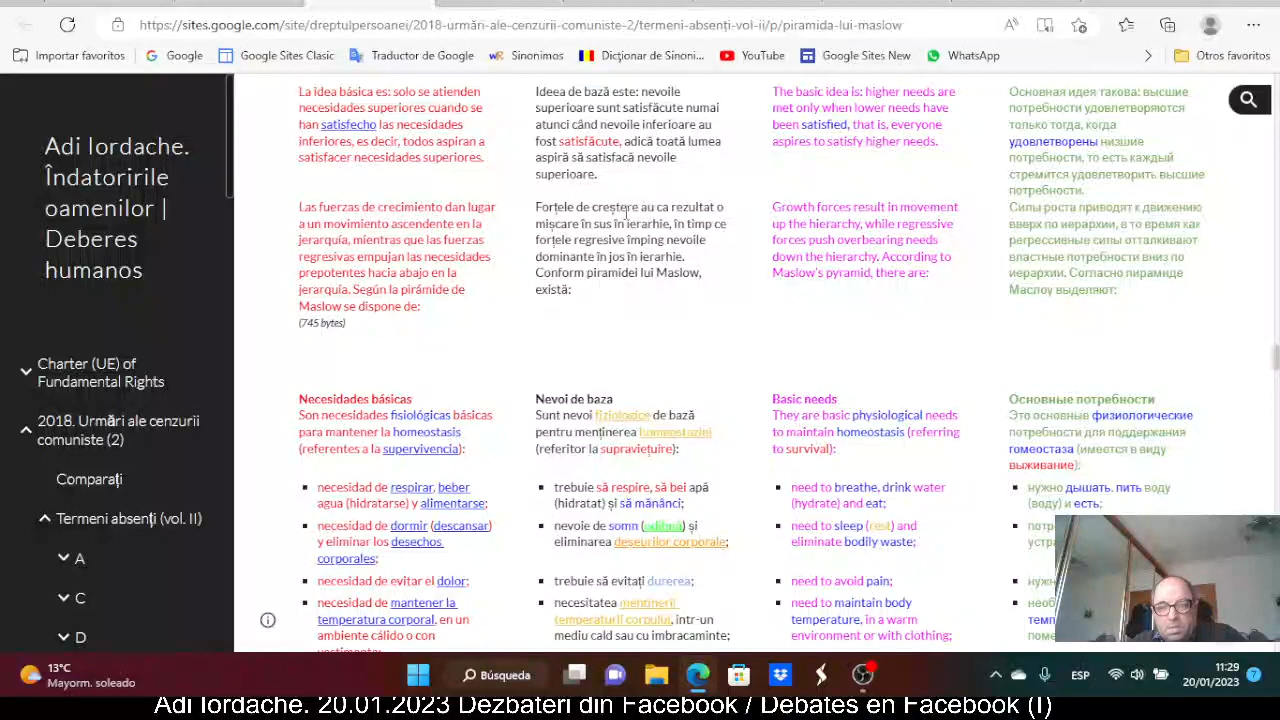 https://sites.google.com/site/dreptulpersoanei/2018-urmări-ale-cenzurii-comuniste-2/termeni-absenți-vol-ii/p/piramida-lui-maslow
Importar favoritos
Google
Google Sites Clasic
Traductor de Google
Sinonimos
Dicţionar de Sinoni...
YouTube
Google Sites New
WhatsApp
Otros favoritos
Adi Iordache.
Îndatoririle
oamenilor |
Deberes
humanos
Charter (UE) of
Fundamental Rights
2018. Urmări ale cenzurii
comuniste (2)
Comparați
Termeni absenți (vol. II)
A
C
D
La idea básica es: solo se atienden
necesidades superiores cuando se
han satisfecho las necesidades
inferiores, es decir, todos aspiran a
satisfacer necesidades superiores.
Las fuerzas de crecimiento dan lugar
a un movimiento ascendente en la
jerarquía, mientras que las fuerzas
regresivas empujan las necesidades
prepotentes hacia abajo en la
jerarquía. Según la pirámide de
Maslow se dispone de:
(745 bytes)
Ideea de bază este: nevoile
superioare sunt satisfăcute numai
atunci când nevoile inferioare au
fost satisfăcute, adică toată lumea
aspiră să satisfacă nevoile
superioare.
Forțele de creștere au ca rezultat o
mișcare în sus în ierarhie, în timp ce
forțele regresive împing nevoile
dominante în jos în ierarhie.
Conform piramidei lui Maslow,
există:
The basic idea is: higher needs are
met only when lower needs have
been satisfied, that is, everyone
aspires to satisfy higher needs.
Growth forces result in movement
up the hierarchy, while regressive
forces push overbearing needs
down the hierarchy. According to
Maslow's pyramid, there are:
Основная идея такова: высшие
потребности удовлетворяются
только тогда, когда
удовлетворены низшие
потребности, то есть каждый
стремится удовлетворить высшие
потребности.
Силы роста приводят к движению
вверх по иерархии, в то время как
регрессивные силы отталкивают
властные потребности вниз по
иерархии. Согласно пирамиде
Маслоу выделяют:
Necesidades básicas
Son necesidades fisiológicas básicas
para mantener la homeostasis
(referentes a la supervivencia):
necesidad de respirar, beber
agua (hidratarse) y alimentarse;
necesidad de dormir (descansar)
y eliminar los desechos
corporales;
necesidad de evitar el dolor;
necesidad de mantener la
temperatura corporal, en un
ambiente cálido o con
Nevoi de baza
Sunt nevoi fiziologice de bază
pentru menținerea homeostaziei
(referitor la supraviețuire):
trebuie să respire, să bei apă
(hidratat) și să mănânci;
nevoie de somn (odihnă) și
eliminarea deșeurilor corporale;
trebuie să evitați durerea;
necesitatea menținerii
temperaturii corpului, într-un
mediu cald sau cu imbracaminte;
Basic needs
They are basic physiological needs
to maintain homeostasis (referring
to survival):
need to breathe, drink water
(hydrate) and eat;
need to sleep (rest) and
eliminate bodily waste;
need to avoid pain;
need to maintain body
temperature, in a warm
environment or with clothing;
Основные потребности
Это основные физиологические
потребности для поддержания
гомеостаза (имеется в виду
выживание):
нужно дышать, пить воду
(воду) и есть;
13°C
Mayorm. soleado
Búsqueda
ESP
11:29
20/01/2023
7
Adi Iordache. 20.01.2023 Dezbateri din Facebook / Debates en Facebook (I)